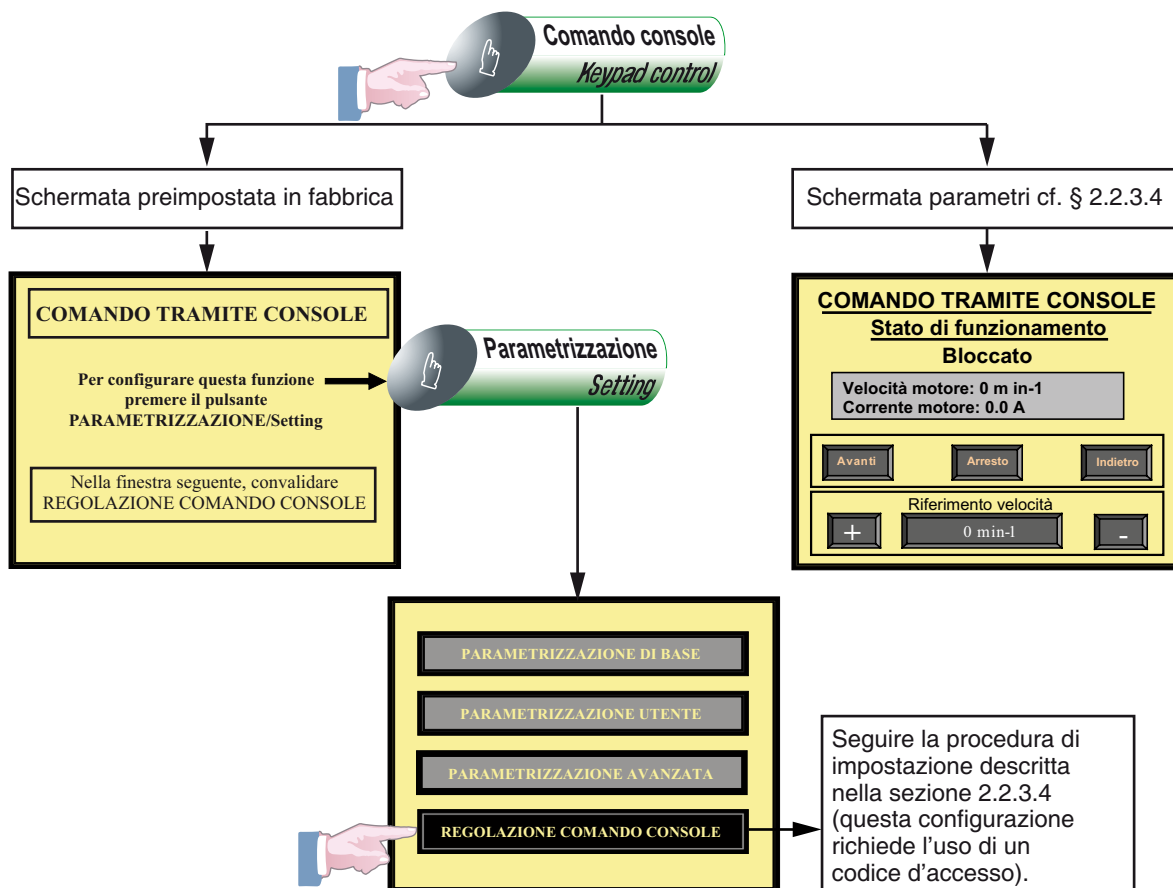 Comando console
Keypad control
Schermata preimpostata in fabbrica
Schermata parametri cf. § 2.2.3.4
COMANDO TRAMITE CONSOLE
Per configurare questa funzione
premere il pulsante
PARAMETRIZZAZIONE/Setting
Nella finestra seguente, convalidare
REGOLAZIONE COMANDO CONSOLE
Parametrizzazione
Setting
COMANDO TRAMITE CONSOLE
Stato di funzionamento
Bloccato
Velocità motore: 0 m in-1
Corrente motore: 0.0 A
Avanti
Arresto
Indietro
Riferimento velocità
+
0 min-l
-
PARAMETRIZZAZIONE DI BASE
PARAMETRIZZAZIONE UTENTE
PARAMETRIZZAZIONE AVANZATA
REGOLAZIONE COMANDO CONSOLE
Seguire la procedura di
impostazione descritta
nella sezione 2.2.3.4
(questa configurazione
richiede l'uso di un
codice d'accesso).